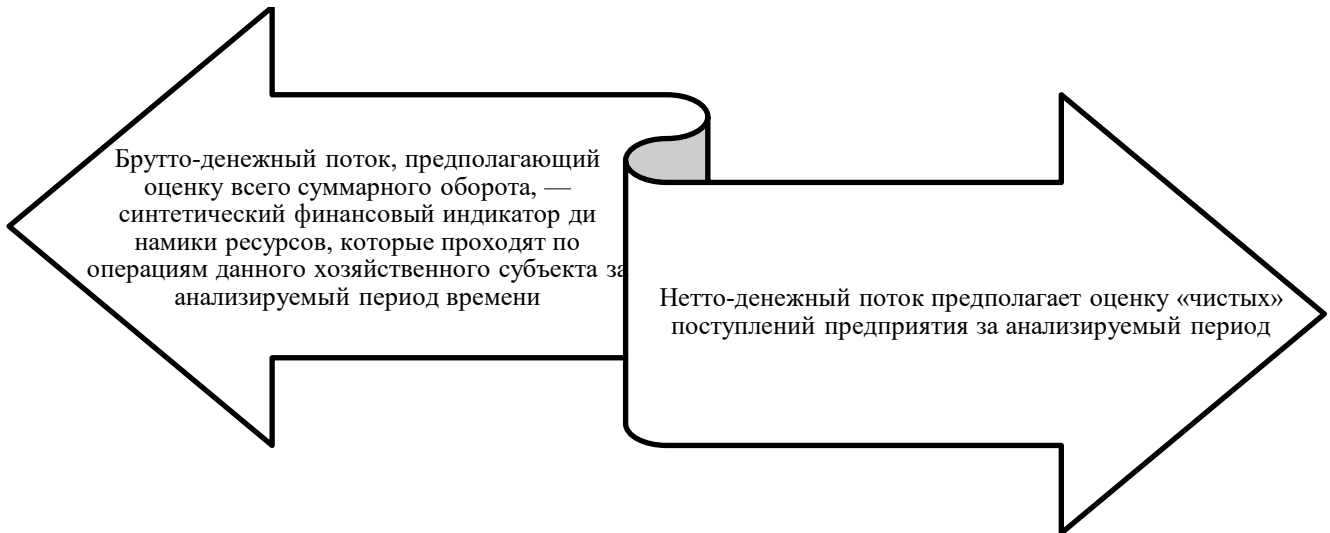 Брутто-денежный поток, предполагающий
оценку всего суммарного оборота, —
синтетический финансовый индикатор ди
намики ресурсов, которые проходят по
операциям данного хозяйственного субъекта за
анализируемый период времени
Нетто-денежный поток предполагает оценку «чистых»
поступлений предприятия за анализируемый период